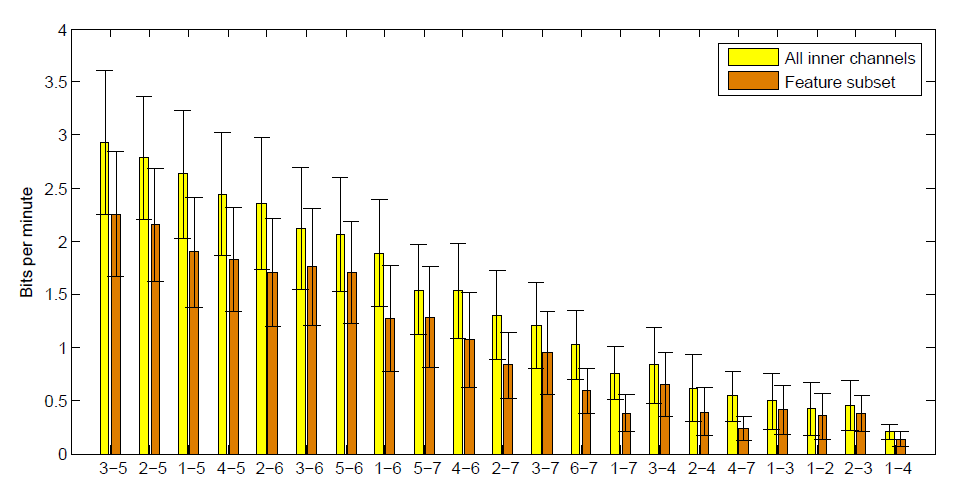 4
3.5
3
2.5
2
1.5
1
0.5
0
Bits per minute
All inner channels
Feature subset
3−5 2−5 1−5 4−5 2−6 3−6 5−6 1−6 5−7 4−6 2−7 3−7 6−7 1−7 3−4 2−4 4−7 1−3 1−2 2−3 1−4